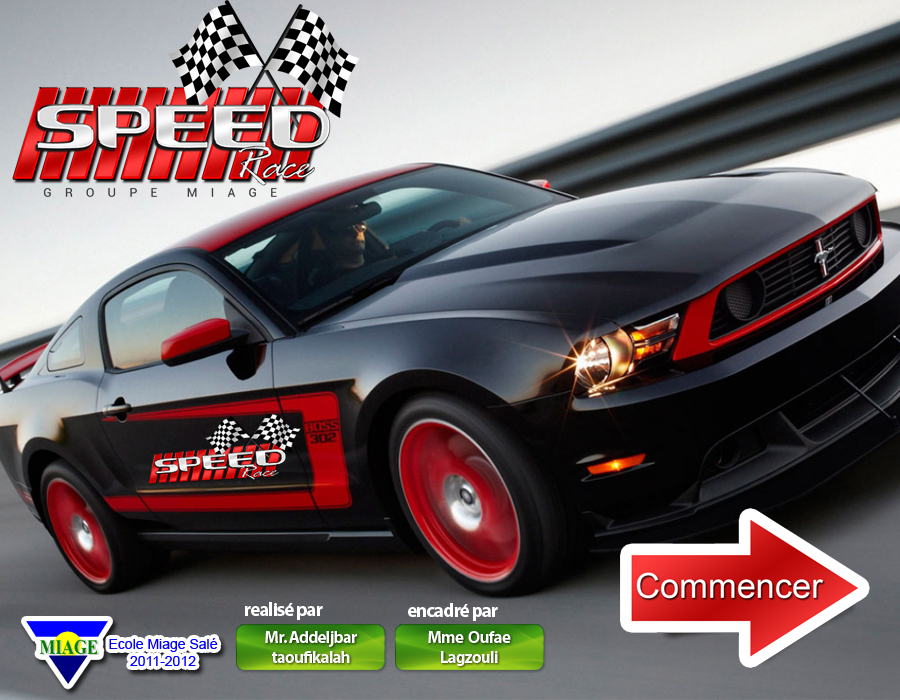 SPEED
Race
GROUPE MIAGE
BOSS
302
SPEED
Race
Commencer
realisé par
encadré par
Mr. Addeljbar
taoufikalah
Mme Oufae
Lagzouli
MIAGE
Ecole Miage Salé
2011-2012